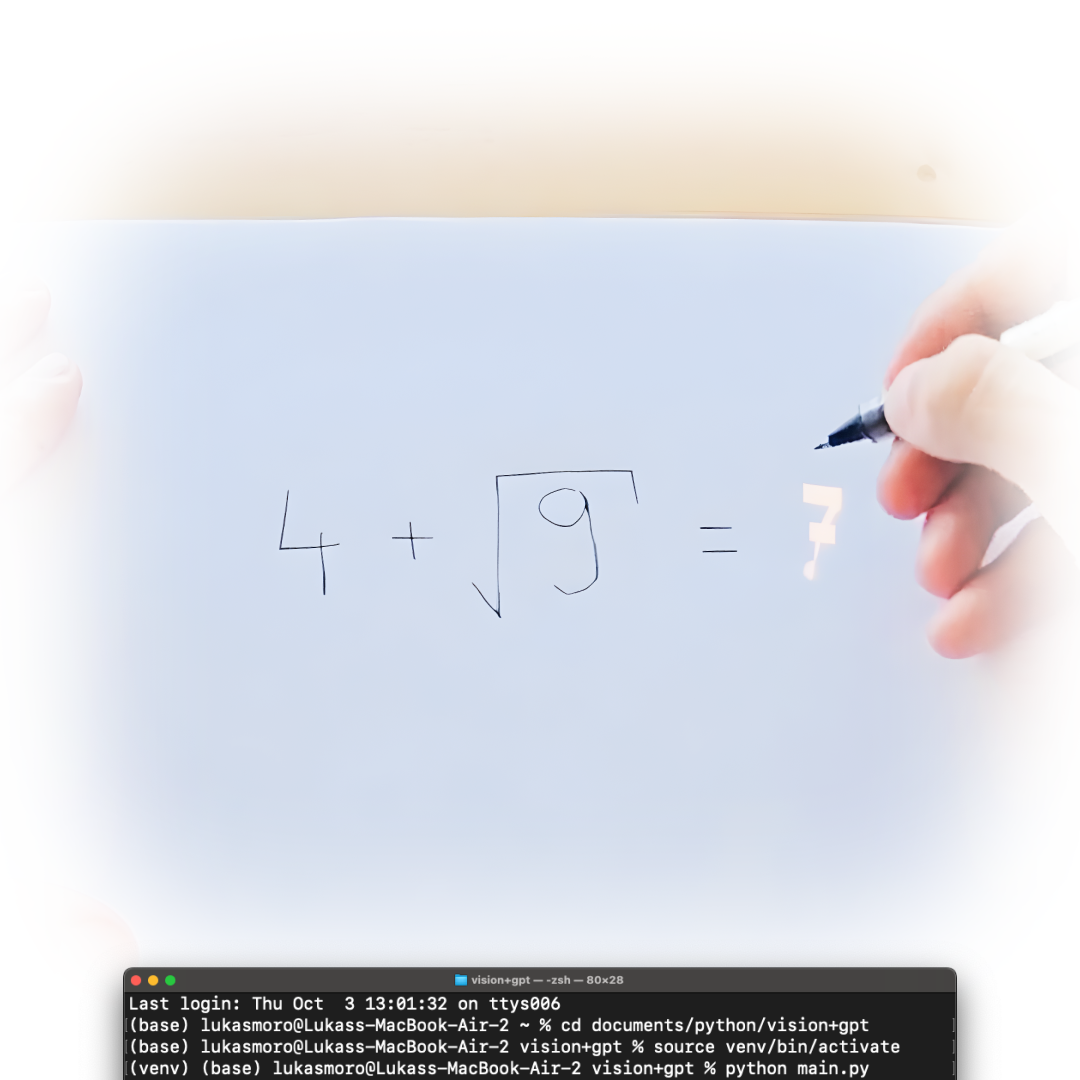 4 + √9 = 7
vision+gpt — -zsh — 80×28
Last login: Thu Oct  3 13:01:32 on ttys006
(base) lukasmoro@Lukass-MacBook-Air-2 ~ % cd documents/python/vision+gpt
(base) lukasmoro@Lukass-MacBook-Air-2 vision+gpt % source venv/bin/activate
(venv) (base) lukasmoro@Lukass-MacBook-Air-2 vision+gpt % python main.py